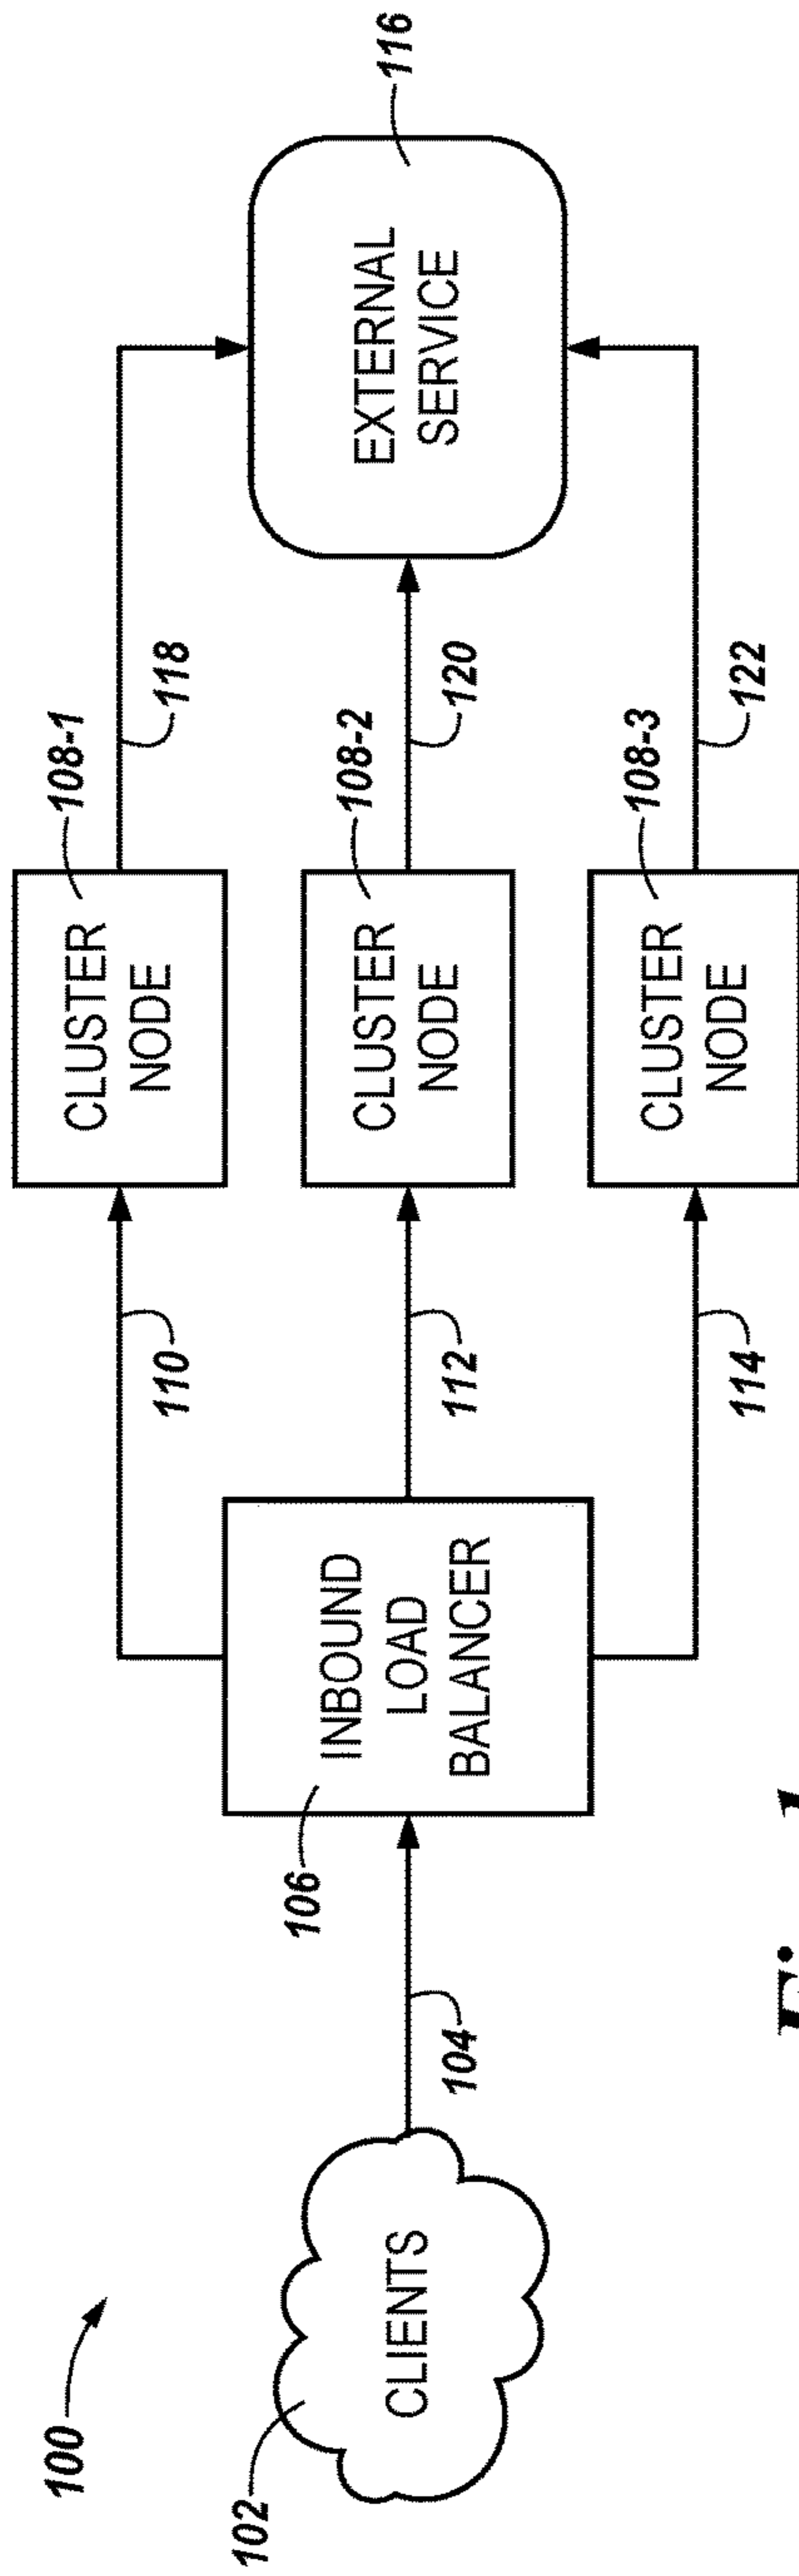 100
102
CLIENTS
104
106
INBOUND
LOAD
BALANCER
110
112
114
108-1
CLUSTER
NODE
108-2
CLUSTER
NODE
108-3
CLUSTER
NODE
118
120
122
EXTERNAL
SERVICE
116